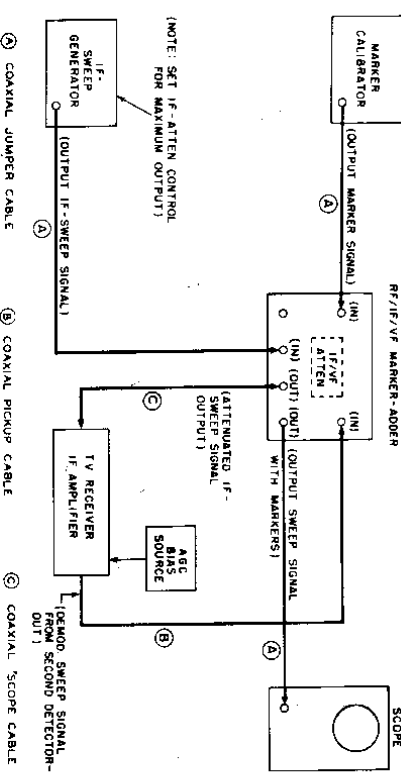 MARKER
CALIBRATOR
(OUTPUT MARKER SIGNAL)
A
RF/IF/VF MARKER-ADDER
(IN)
(IN)
IF/VF
ATTEN
(IN) (OUT) (OUT)
SCOPE
(OUTPUT SWEEP SIGNAL
WITH MARKERS)
A
(NOTE: SET IF-ATTEN CONTROL
FOR MAXIMUM OUTPUT)
IF-
SWEEP
GENERATOR
(OUTPUT IF-SWEEP SIGNAL)
A
(ATTENUATED IF-
SWEEP SIGNAL
OUTPUT)
C
AGC
BIAS
SOURCE
B
TV RECEIVER
IF AMPLIFIER
(DEMOD. SWEEP SIGNAL
FROM SECOND DETECTOR-
OUT)
A COAXIAL JUMPER CABLE
B COAXIAL PICKUP CABLE
C COAXIAL 'SCOPE CABLE